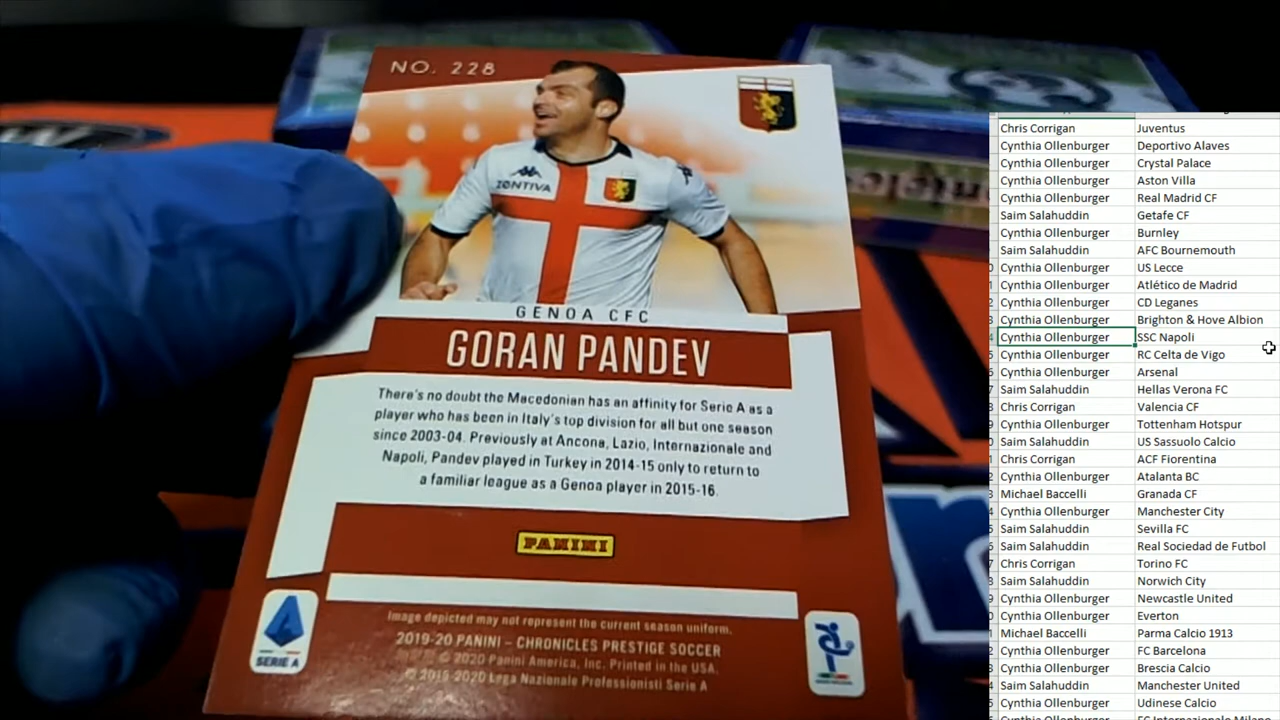 NO. 228
ZONTIVA
GENOA CFC
GORAN PANDEV
There's no doubt the Macedonian has an affinity for Serie A as a
player who has been in Italy's top division for all but one season
since 2003-04. Previously at Ancona, Lazio, Internazionale and
Napoli, Pandev played in Turkey in 2014-15 only to return to
a familiar league as a Genoa player in 2015-16.
PANINI
Image depicted may not represent the current season uniform.
2019-20 PANINI – CHRONICLES PRESTIGE SOCCER
© 2020 Panini America, Inc. Printed in the USA.
© 2015-2020 Lega Nazionale Professionisti Serie A
SERIE A
Chris Corrigan Juventus
Cynthia Ollenburger Deportivo Alaves
Cynthia Ollenburger Crystal Palace
Cynthia Ollenburger Aston Villa
Cynthia Ollenburger Real Madrid CF
Saim Salahuddin Getafe CF
Cynthia Ollenburger Burnley
Saim Salahuddin AFC Bournemouth
Cynthia Ollenburger US Lecce
Cynthia Ollenburger Atlético de Madrid
Cynthia Ollenburger CD Leganes
Cynthia Ollenburger Brighton & Hove Albion
Cynthia Ollenburger SSC Napoli
Cynthia Ollenburger RC Celta de Vigo
Cynthia Ollenburger Arsenal
Saim Salahuddin Hellas Verona FC
Chris Corrigan Valencia CF
Cynthia Ollenburger Tottenham Hotspur
Saim Salahuddin US Sassuolo Calcio
Chris Corrigan ACF Fiorentina
Cynthia Ollenburger Atalanta BC
Michael Baccelli Granada CF
Cynthia Ollenburger Manchester City
Saim Salahuddin Sevilla FC
Saim Salahuddin Real Sociedad de Futbol
Chris Corrigan Torino FC
Saim Salahuddin Norwich City
Cynthia Ollenburger Newcastle United
Cynthia Ollenburger Everton
Michael Baccelli Parma Calcio 1913
Cynthia Ollenburger FC Barcelona
Cynthia Ollenburger Brescia Calcio
Saim Salahuddin Manchester United
Cynthia Ollenburger Udinese Calcio
Cynthia Ollenburger FC Internazionale Milano